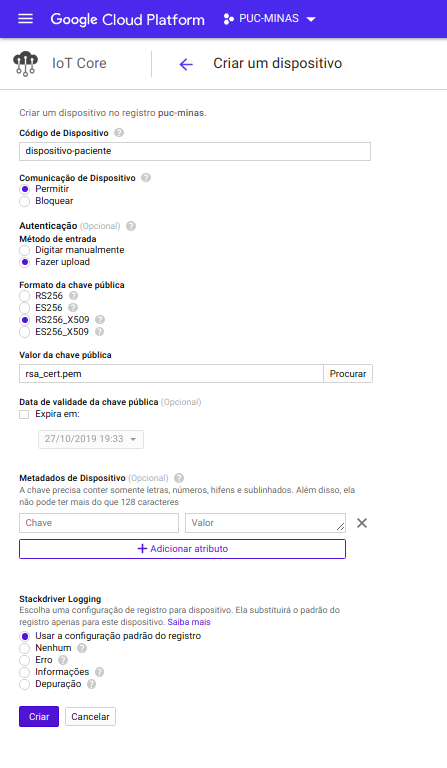 Google Cloud Platform PUC-MINAS
IoT Core Criar um dispositivo
Criar um dispositivo no registro puc-minas.
Código de Dispositivo ?
dispositivo-paciente
Comunicação de Dispositivo ?
Permitir
Bloquear
Autenticação (Opcional) ?
Método de entrada
Digitar manualmente
Fazer upload
Formato da chave pública
RS256 ?
ES256 ?
RS256_X509 ?
ES256_X509 ?
Valor da chave pública
rsa_cert.pem Procurar
Data de validade da chave pública (Opcional)
Expira em:
27/10/2019 19:33
Metadados de Dispositivo (Opcional) ?
A chave precisa conter somente letras, números, hifens e sublinhados. Além disso, ela
não pode ter mais do que 128 caracteres
Chave Valor
Adicionar atributo
Stackdriver Logging
Escolha uma configuração de registro para dispositivo. Ela substituirá o padrão do
registro apenas para este dispositivo. Saiba mais
Usar a configuração padrão do registro
Nenhum ?
Erro ?
Informações ?
Depuração ?
Criar Cancelar